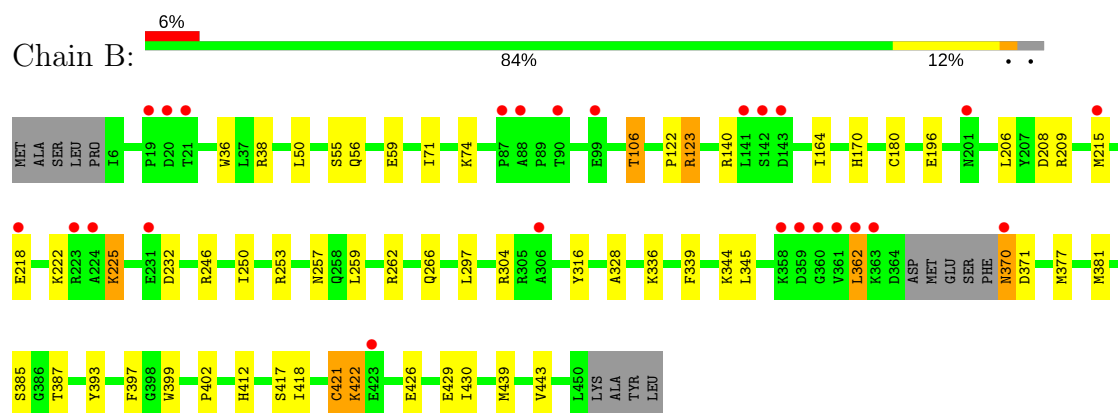 6%
Chain B:
84% 12% • •
MET ALA SER LEU PRO I6 P19 D20 T21 W36 L37 R38 L50 S55 Q56 E59 I71 K74 P87 A88 P89 T90 E99 T106 P122 R123 R140 L141 S142 D143 I164 H170 C180 E196 N201 L206 Y207 D208 R209 M215
E218 K222 R223 A224 K225 E231 D232 R246 I250 R253 N257 Q258 L259 R262 Q266 L297 R304 R305 A306 Y316 A328 K336 F339 K344 L345 K358 D359 G360 V361 L362 K363 D364 ASP MET GLU SER PHE N370 D371 M377 M381
S385 G386 T387 Y393 F397 G398 W399 P402 H412 S417 I418 C421 K422 E423 E426 E429 I430 M439 V443 L450 LYS ALA TYR LEU